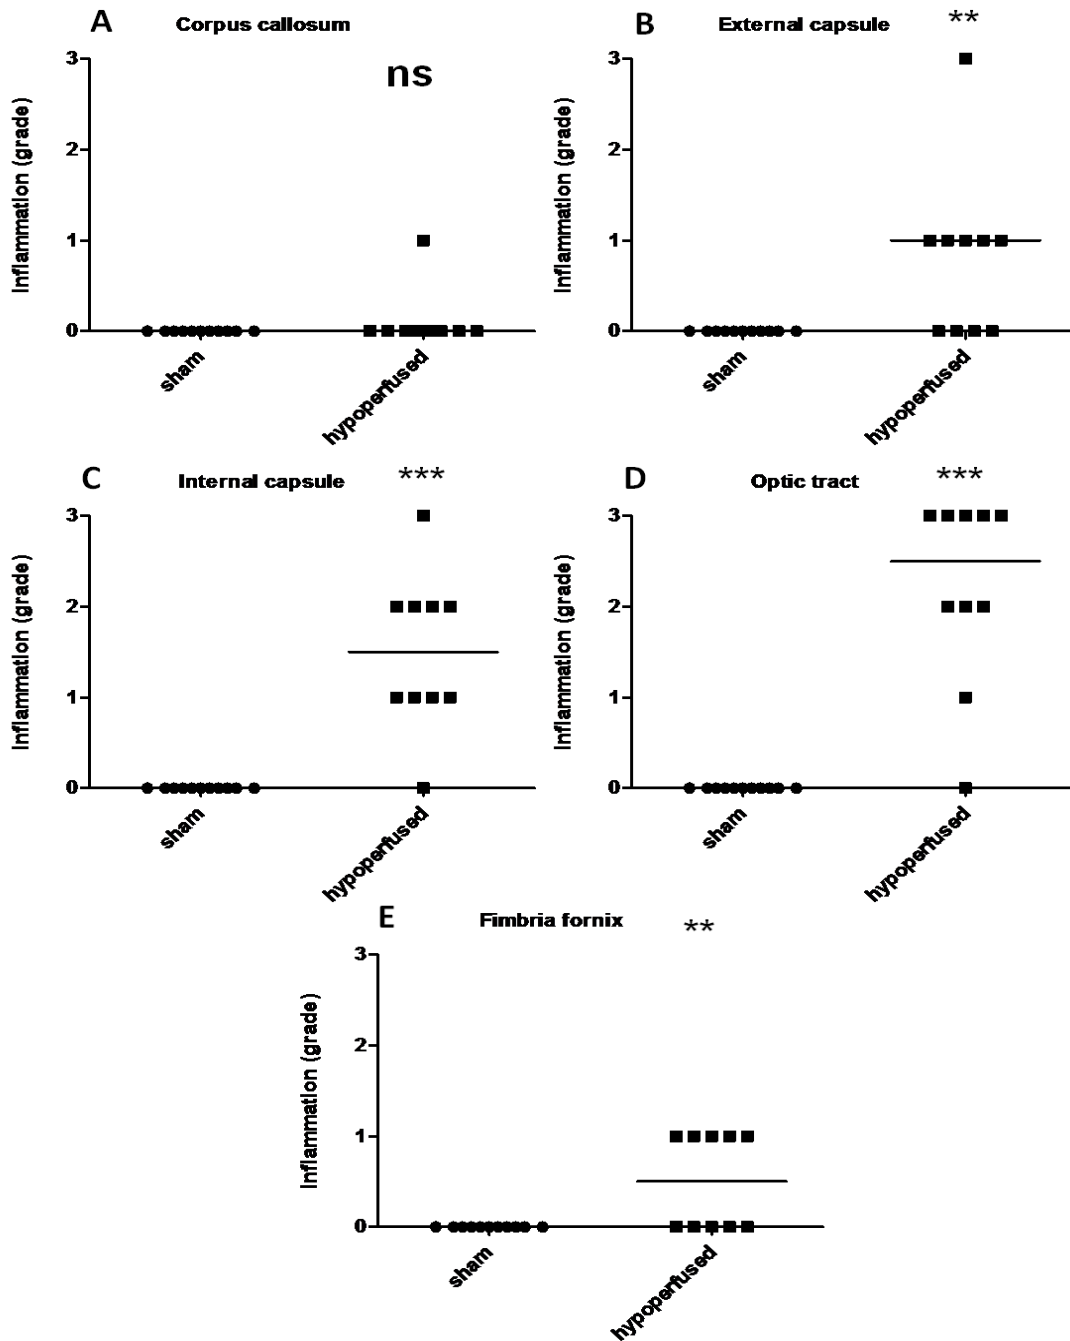 A Corpus callosum
ns
Inflammation (grade)
3
2
1
0
sham
hypoperfused
B External capsule **
Inflammation (grade)
3
2
1
0
sham
hypoperfused
C Internal capsule ***
Inflammation (grade)
3
2
1
0
sham
hypoperfused
D Optic tract ***
Inflammation (grade)
3
2
1
0
sham
hypoperfused
E Fimbria fornix **
Inflammation (grade)
3
2
1
0
sham
hypoperfused